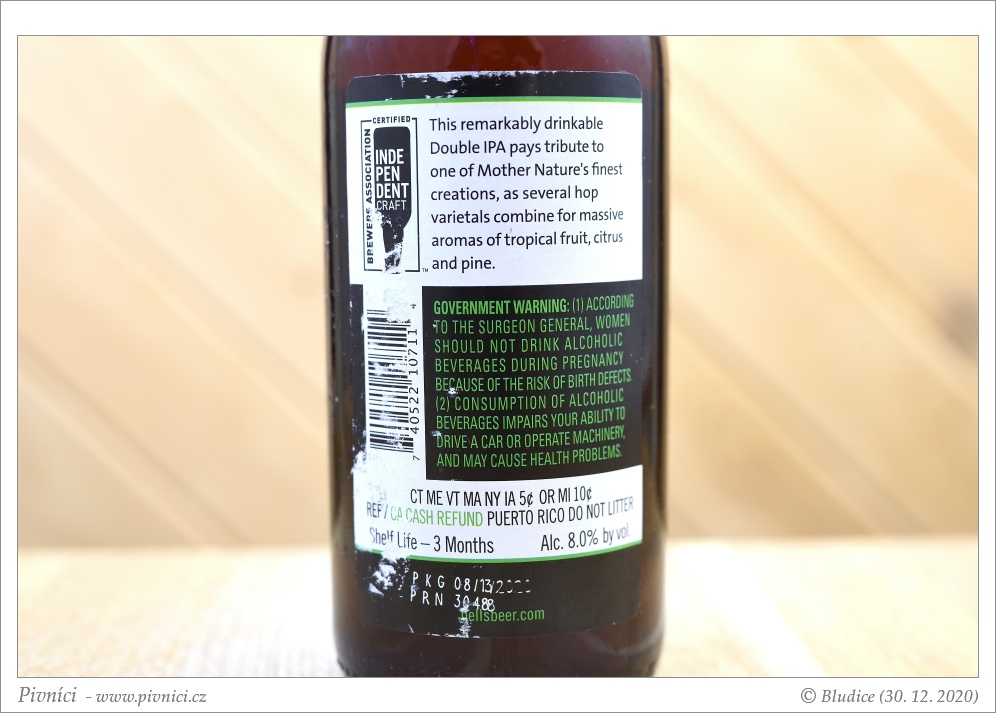 CERTIFIED
BREWERS ASSOCIATION
INDE
PEN
DENT
CRAFT
TM
This remarkably drinkable
Double IPA pays tribute to
one of Mother Nature's finest
creations, as several hop
varietals combine for massive
aromas of tropical fruit, citrus
and pine.
GOVERNMENT WARNING: (1) ACCORDING
TO THE SURGEON GENERAL, WOMEN
SHOULD NOT DRINK ALCOHOLIC
BEVERAGES DURING PREGNANCY
BECAUSE OF THE RISK OF BIRTH DEFECTS.
(2) CONSUMPTION OF ALCOHOLIC
BEVERAGES IMPAIRS YOUR ABILITY TO
DRIVE A CAR OR OPERATE MACHINERY,
AND MAY CAUSE HEALTH PROBLEMS.
7 40522 10711 4
CT ME VT MA NY IA 5¢ OR MI 10¢
REF / CA CASH REFUND PUERTO RICO DO NOT LITTER
Shelf Life – 3 Months Alc. 8.0% by vol.
PKG 08/13/2020
PRN 30488
bellsbeer.com
Pivníci - www.pivnici.cz
© Bludice (30. 12. 2020)